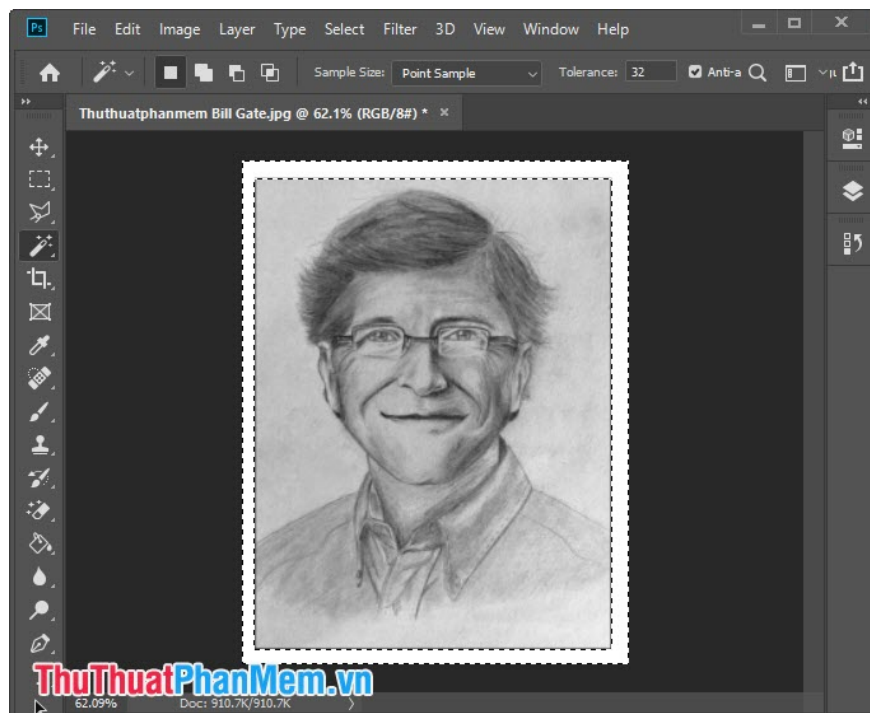 Ps File Edit Image Layer Type Select Filter 3D View Window Help
Sample Size: Point Sample Tolerance: 32 Anti-a
Thuthuatphanmem Bill Gate.jpg @ 62.1% (RGB/8#) * ×
ThuThuatPhanMem.vn
62.09% Doc: 910.7K/910.7K